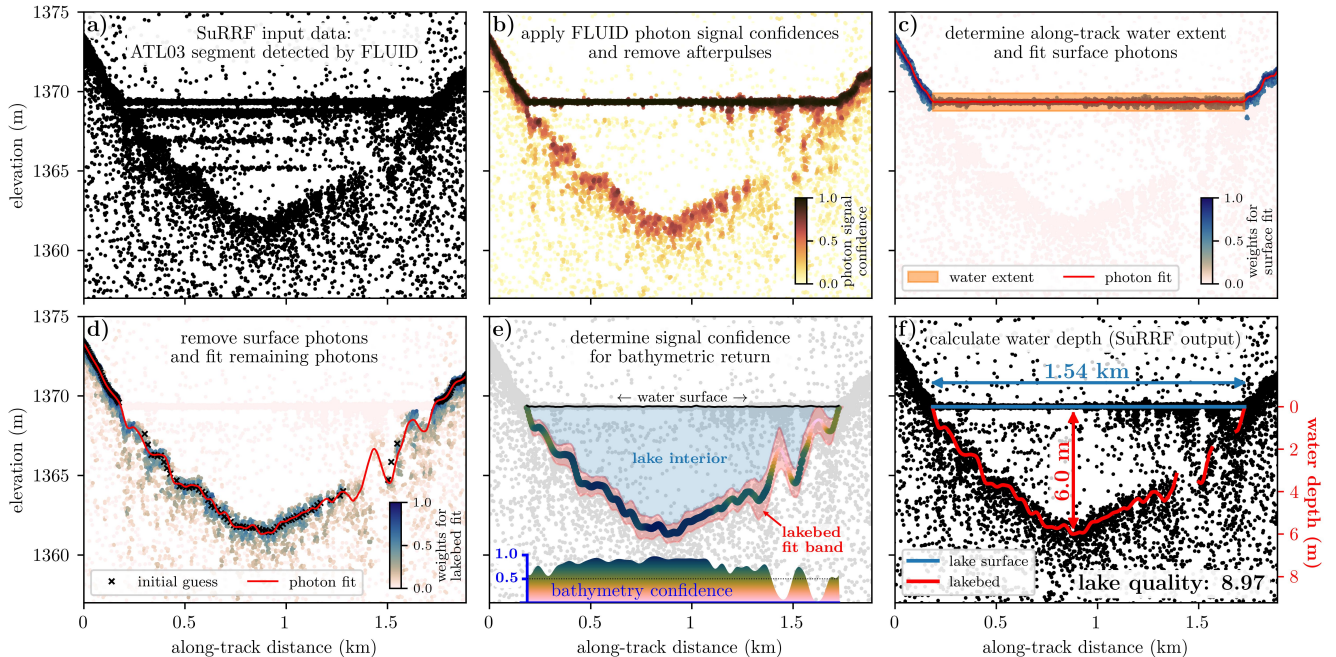 a)
SuRRF input data:
ATL03 segment detected by FLUID
1375
1370
1365
1360
elevation (m)
b)
apply FLUID photon signal confidences
and remove afterpulses
1.0
0.5
0.0
photon signal
confidence
c)
determine along-track water extent
and fit surface photons
1.0
0.5
0.0
weights for
surface fit
water extent
photon fit
d)
remove surface photons
and fit remaining photons
1375
1370
1365
1360
elevation (m)
1.0
0.5
0.0
weights for
lakebed fit
initial guess
photon fit
0
0.5
1
1.5
along-track distance (km)
e)
determine signal confidence
for bathymetric return
← water surface →
lake interior
lakebed
fit band
1.0
0.5
bathymetry confidence
0
0.5
1
1.5
along-track distance (km)
f)
calculate water depth (SuRRF output)
1.54 km
6.0 m
0
2
4
6
8
water depth (m)
lake surface
lakebed
lake quality: 8.97
0
0.5
1
1.5
along-track distance (km)